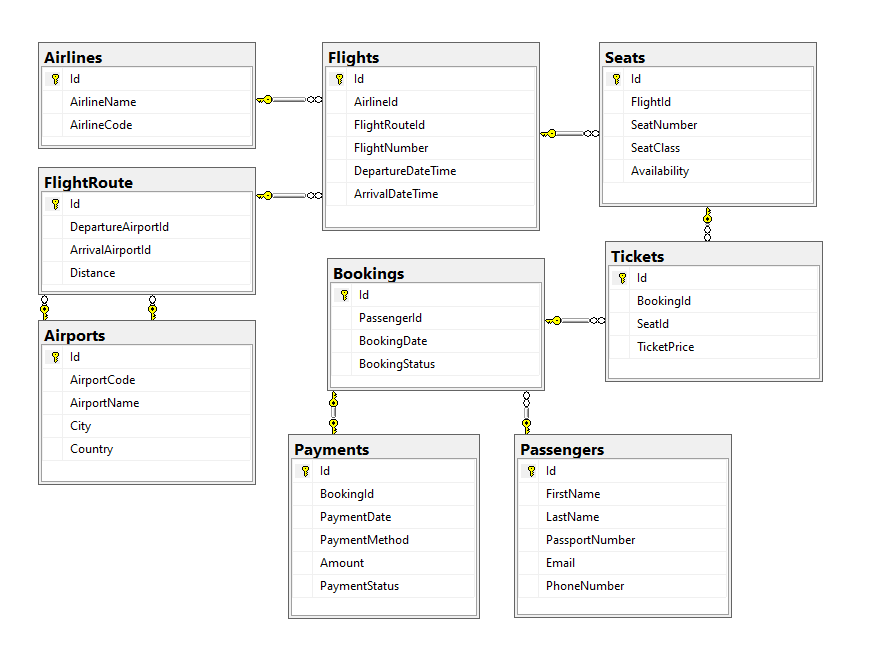 Airlines
Id
AirlineName
AirlineCode
Flights
Id
AirlineId
FlightRouteId
FlightNumber
DepartureDateTime
ArrivalDateTime
Seats
Id
FlightId
SeatNumber
SeatClass
Availability
FlightRoute
Id
DepartureAirportId
ArrivalAirportId
Distance
Tickets
Id
BookingId
SeatId
TicketPrice
Bookings
Id
PassengerId
BookingDate
BookingStatus
Airports
Id
AirportCode
AirportName
City
Country
Payments
Id
BookingId
PaymentDate
PaymentMethod
Amount
PaymentStatus
Passengers
Id
FirstName
LastName
PassportNumber
Email
PhoneNumber